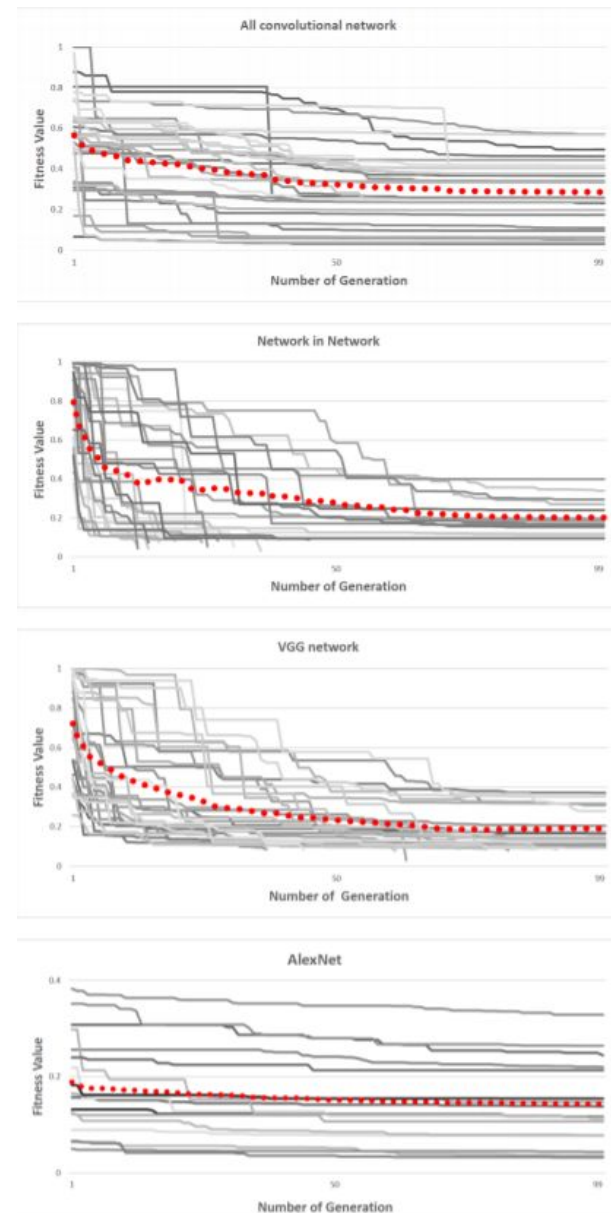 All convolutional network
1
0.8
0.6
0.4
0.2
0
Fitness Value
1
50
99
Number of Generation
Network in Network
1
0.8
0.6
0.4
0.2
0
Fitness Value
1
50
99
Number of Generation
VGG network
1
0.8
0.6
0.4
0.2
0
Fitness Value
1
50
99
Number of Generation
AlexNet
0.4
0.2
0
Fitness Value
1
50
99
Number of Generation